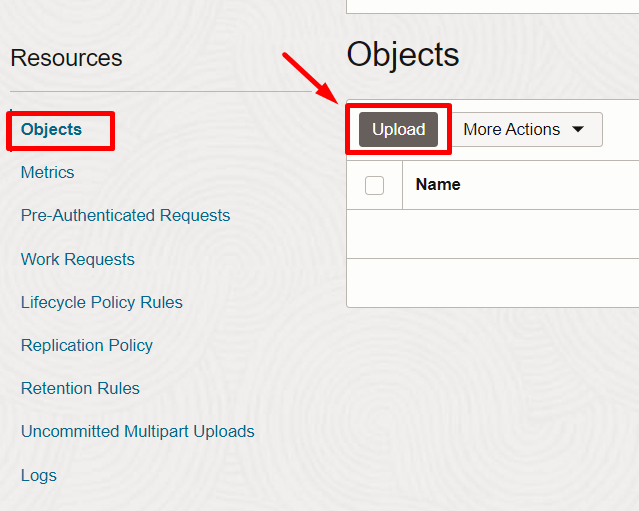 Resources
Objects
Metrics
Pre-Authenticated Requests
Work Requests
Lifecycle Policy Rules
Replication Policy
Retention Rules
Uncommitted Multipart Uploads
Logs
Objects
Upload More Actions
Name